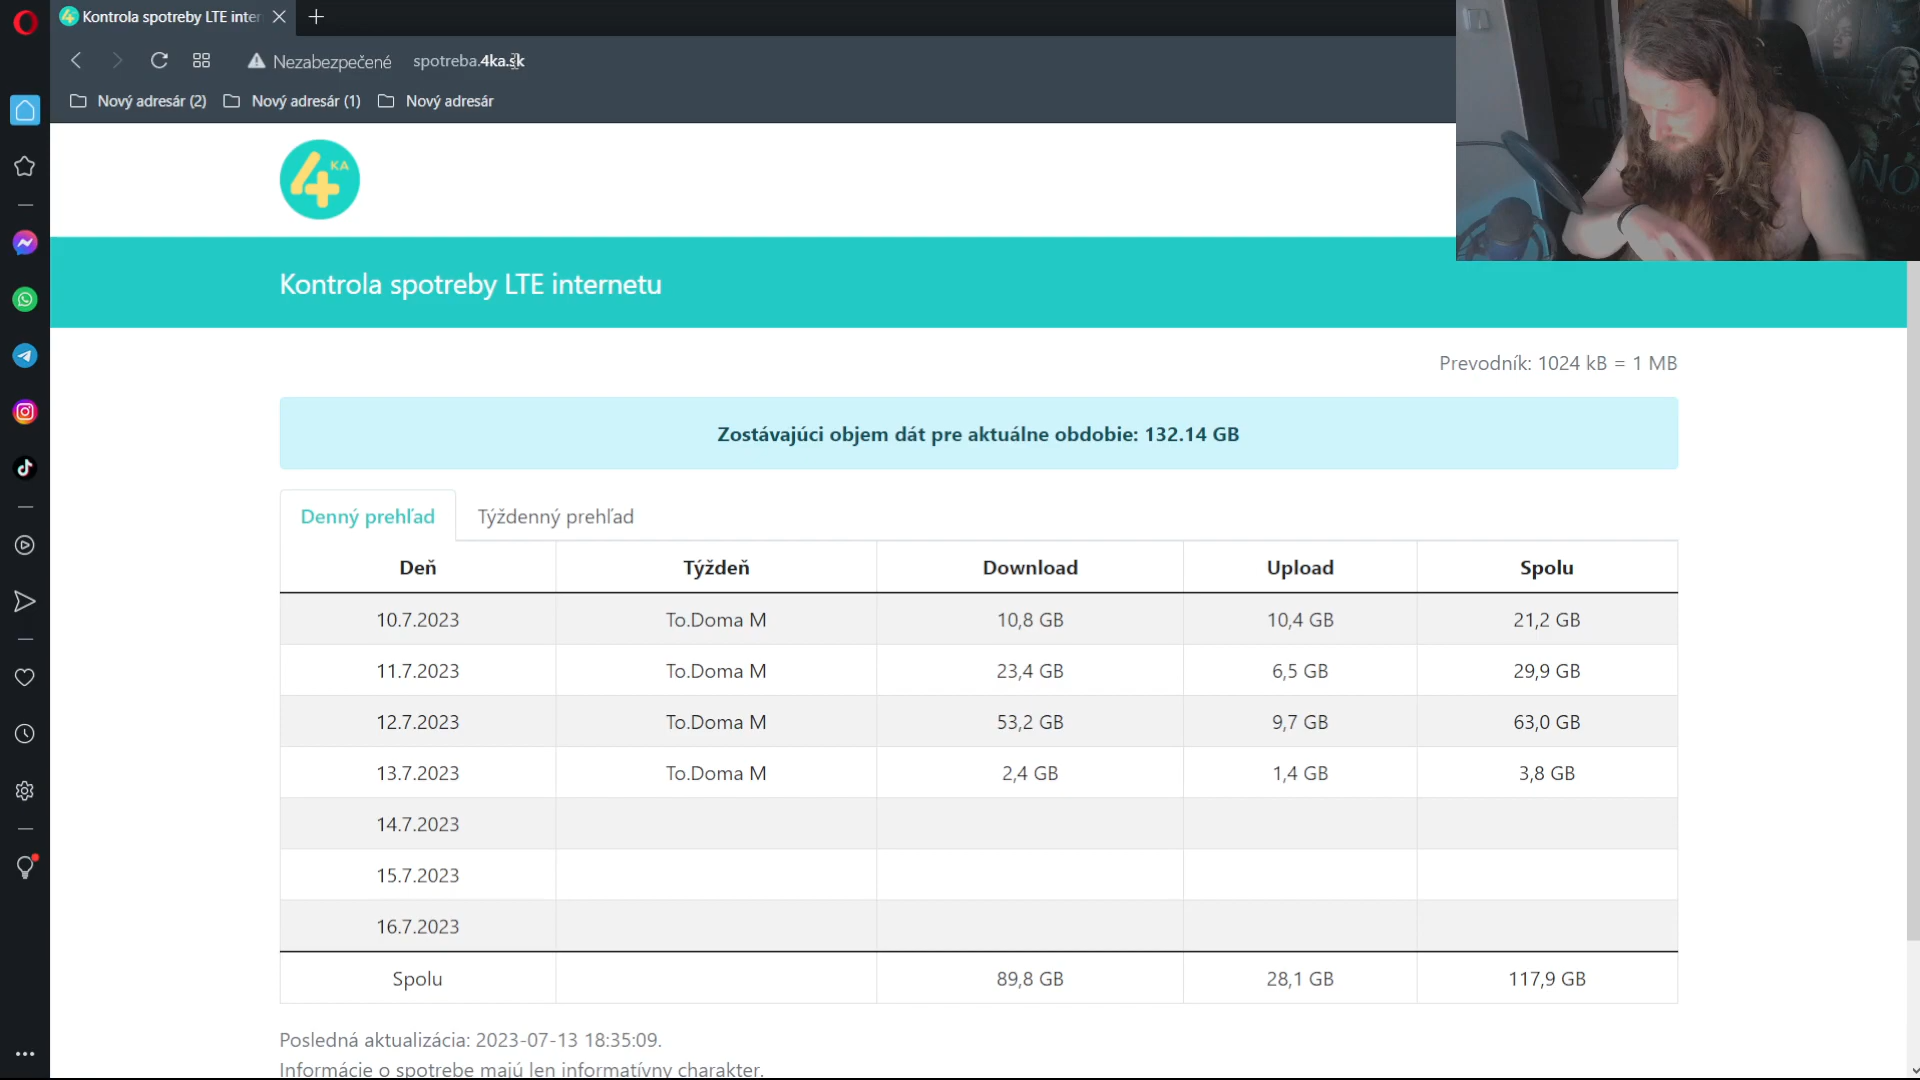 Kontrola spotreby LTE inter
Nezabezpečené spotreba.4ka.sk
Nový adresár (2) Nový adresár (1) Nový adresár
4 KA
Kontrola spotreby LTE internetu
Prevodník: 1024 kB = 1 MB
Zostávajúci objem dát pre aktuálne obdobie: 132.14 GB
Denný prehľad Týždenný prehľad
Deň Týždeň Download Upload Spolu
10.7.2023 To.Doma M 10,8 GB 10,4 GB 21,2 GB
11.7.2023 To.Doma M 23,4 GB 6,5 GB 29,9 GB
12.7.2023 To.Doma M 53,2 GB 9,7 GB 63,0 GB
13.7.2023 To.Doma M 2,4 GB 1,4 GB 3,8 GB
14.7.2023
15.7.2023
16.7.2023
Spolu 89,8 GB 28,1 GB 117,9 GB
Posledná aktualizácia: 2023-07-13 18:35:09.
Informácie o spotrebe majú len informatívny charakter.